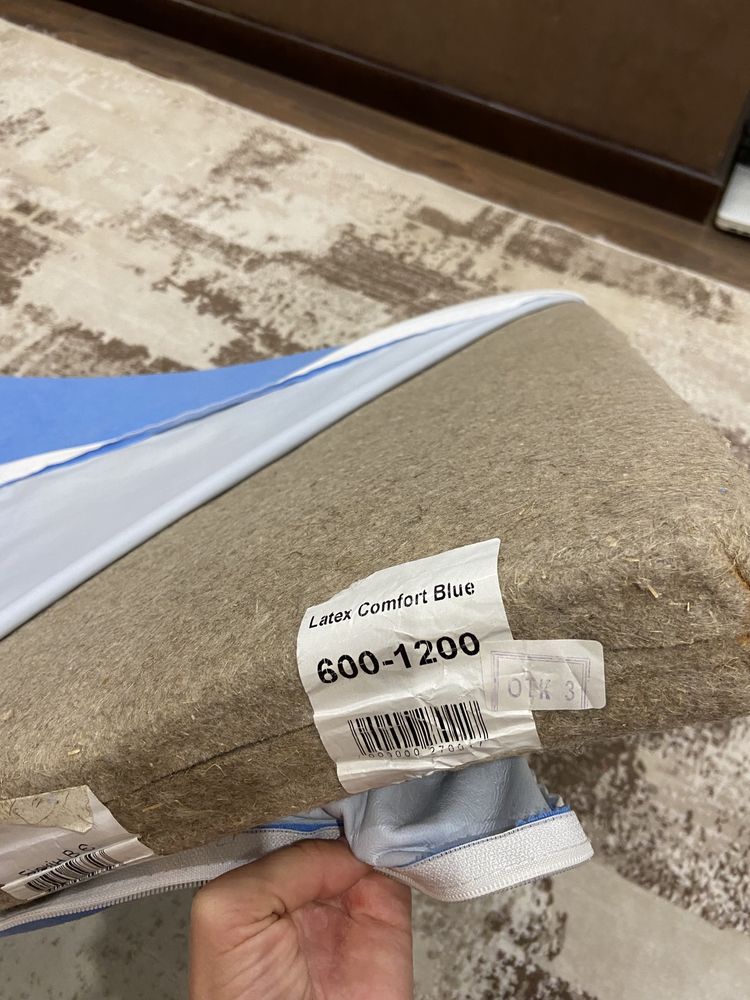 Latex Comfort Blue
600-1200
ОТК 3